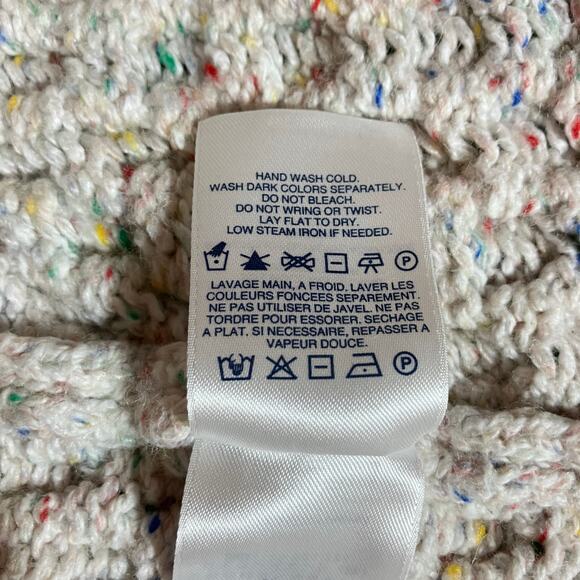 HAND WASH COLD.
WASH DARK COLORS SEPARATELY.
DO NOT BLEACH.
DO NOT WRING OR TWIST.
LAY FLAT TO DRY.
LOW STEAM IRON IF NEEDED.
P
LAVAGE MAIN, A FROID. LAVER LES
COULEURS FONCEES SEPAREMENT.
NE PAS UTILISER DE JAVEL. NE PAS
TORDRE POUR ESSORER. SECHAGE
A PLAT. SI NECESSAIRE, REPASSER A
VAPEUR DOUCE.
P